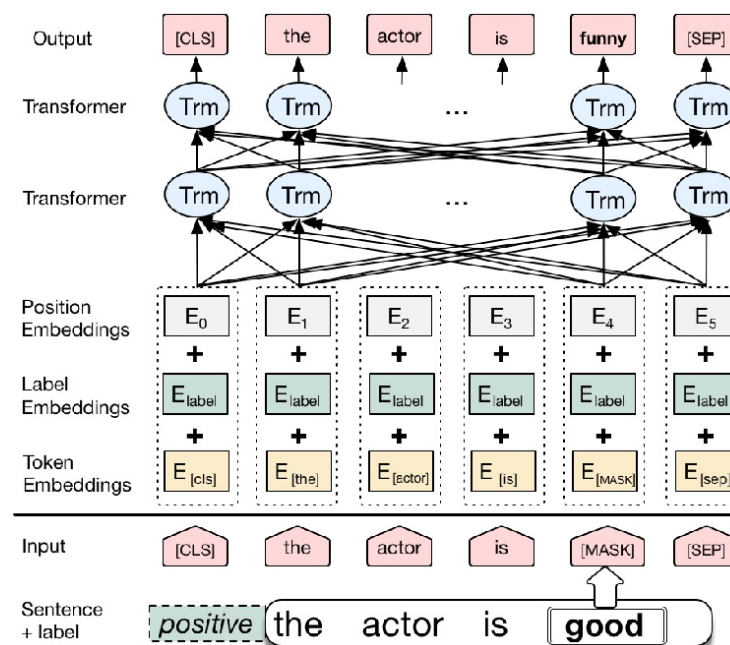 Output [CLS] the actor is funny [SEP]
Transformer Trm Trm ... Trm Trm
Transformer Trm Trm ... Trm Trm
Position Embeddings E0 E1 E2 E3 E4 E5
+ + + + + +
Label Embeddings Elabel Elabel Elabel Elabel Elabel Elabel
+ + + + + +
Token Embeddings E[cls] E[the] E[actor] E[is] E[MASK] E[sep]
Input [CLS] the actor is [MASK] [SEP]
Sentence + label positive the actor is good